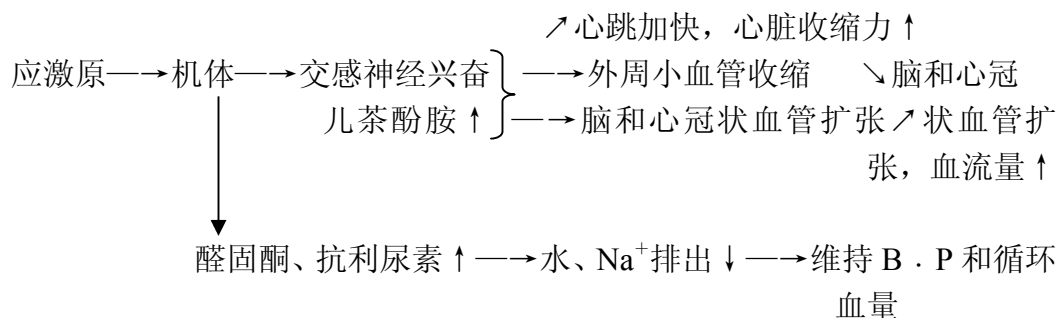 ↗心跳加快，心脏收缩力↑
应激原—→机体—→交感神经兴奋 —→外周小血管收缩 ↘脑和心冠
儿茶酚胺↑ —→脑和心冠状血管扩张↗状血管扩
张，血流量↑
醛固酮、抗利尿素↑—→水、Na⁺排出↓—→维持 B．P 和循环
血量